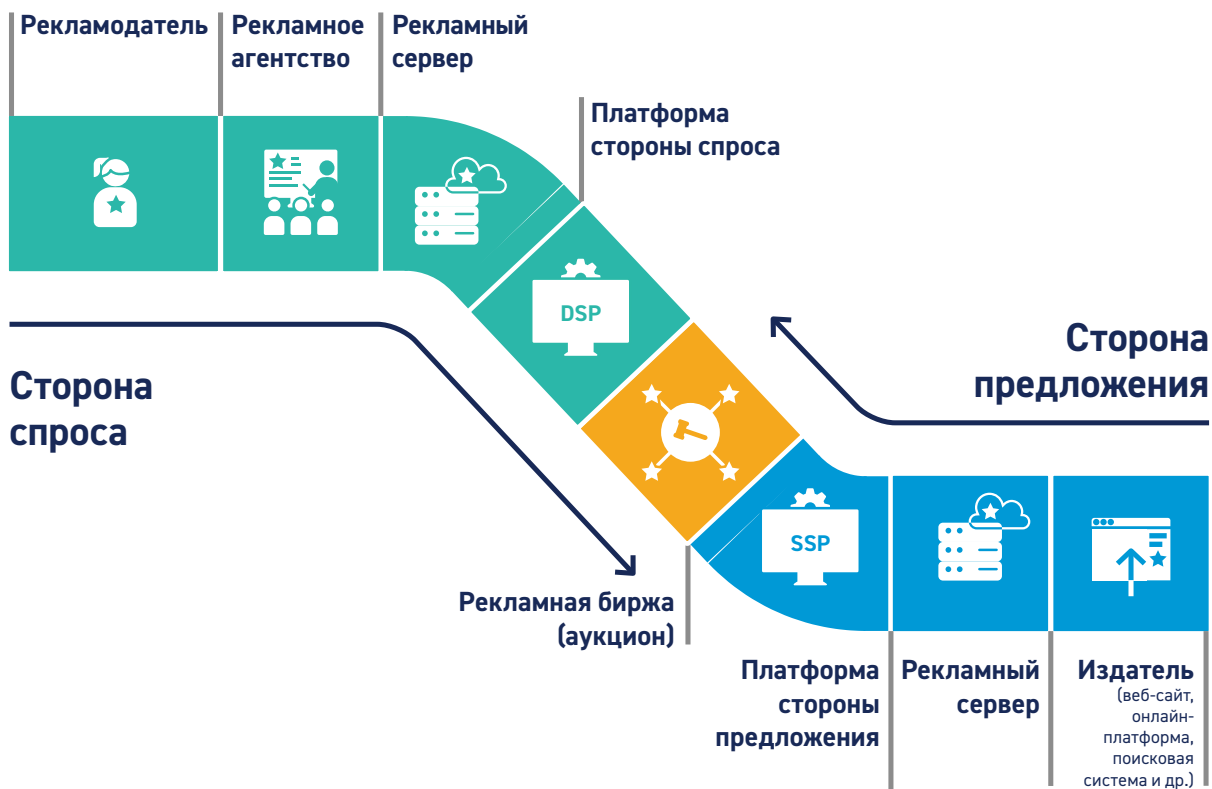 Рекламодатель
Рекламное
агентство
Рекламный
сервер
Платформа
стороны спроса
DSP
Сторона
спроса
Сторона
предложения
SSP
Рекламная биржа
(аукцион)
Платформа
стороны
предложения
Рекламный
сервер
Издатель
(веб-сайт,
онлайн-
платформа,
поисковая
система и др.)